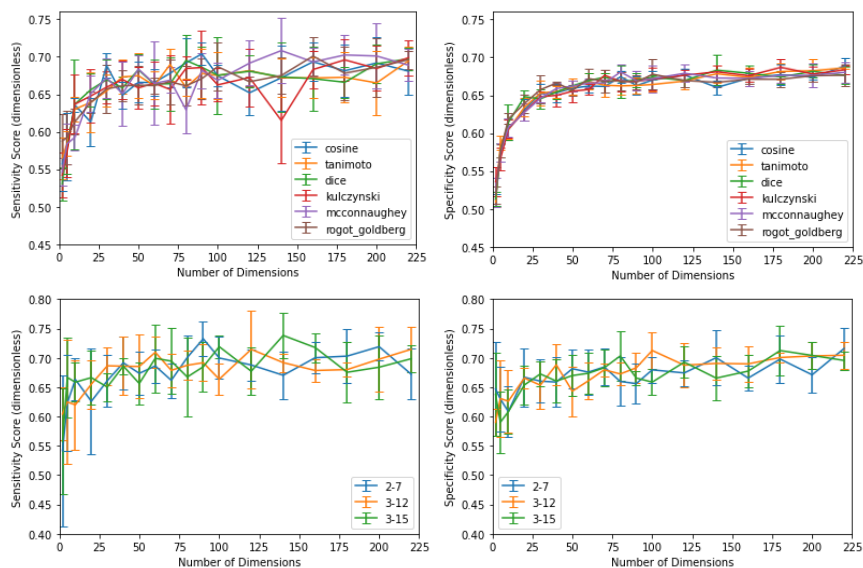 Sensitivity Score (dimensionless)
0.75
0.70
0.65
0.60
0.55
0.50
0.45
cosine
tanimoto
dice
kulczynski
mcconnaughey
rogot_goldberg
0 25 50 75 100 125 150 175 200 225
Number of Dimensions
Specificity Score (dimensionless)
0.75
0.70
0.65
0.60
0.55
0.50
0.45
cosine
tanimoto
dice
kulczynski
mcconnaughey
rogot_goldberg
0 25 50 75 100 125 150 175 200 225
Number of Dimensions
Sensitivity Score (dimensionless)
0.80
0.75
0.70
0.65
0.60
0.55
0.50
0.45
0.40
2-7
3-12
3-15
0 25 50 75 100 125 150 175 200 225
Number of Dimensions
Specificity Score (dimensionless)
0.80
0.75
0.70
0.65
0.60
0.55
0.50
0.45
0.40
2-7
3-12
3-15
0 25 50 75 100 125 150 175 200 225
Number of Dimensions